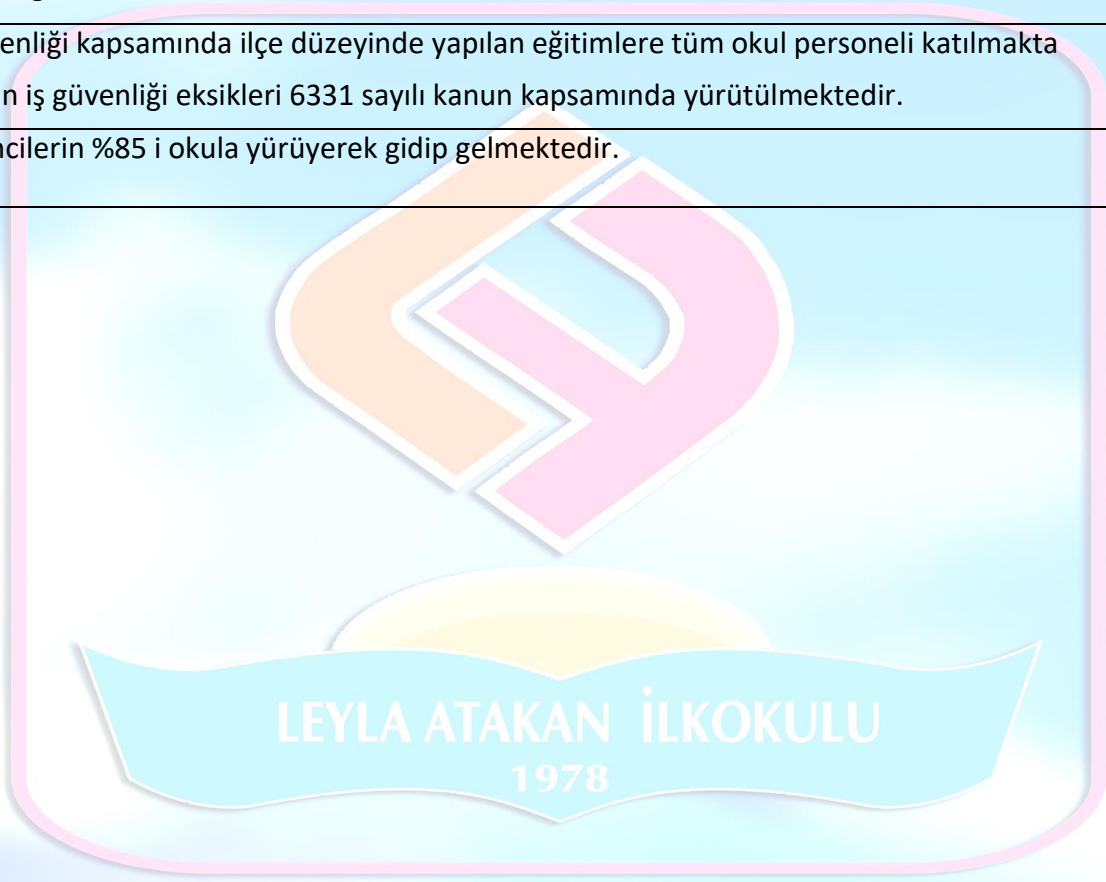 enliği kapsamında ilçe düzeyinde yapılan eğitimlere tüm okul personeli katılmakta
n iş güvenliği eksikleri 6331 sayılı kanun kapsamında yürütülmektedir.
ncilerin %85 i okula yürüyerek gidip gelmektedir.
LEYLA ATAKAN İLKOKULU
1978